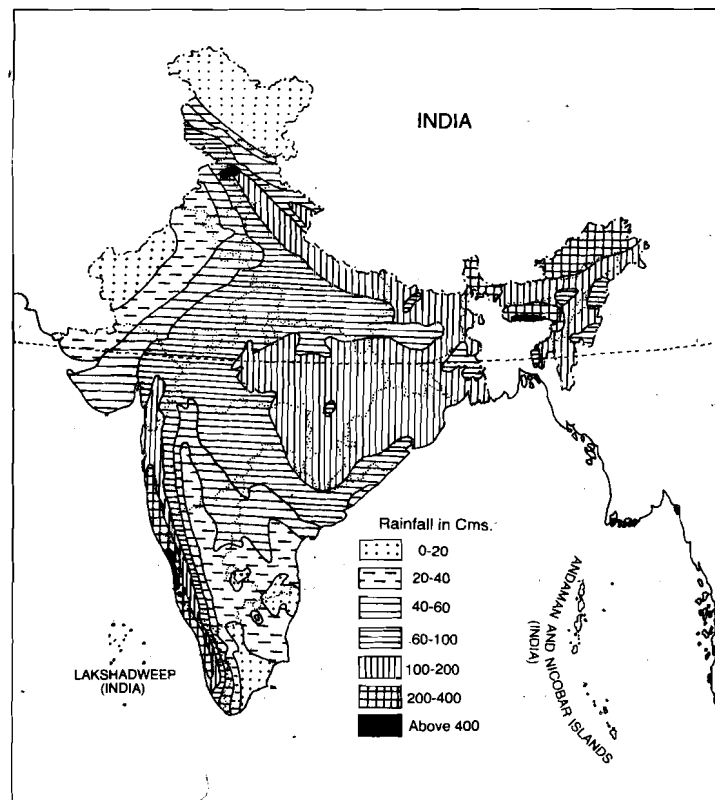 INDIA
Rainfall in Cms.
0-20
20-40
40-60
60-100
100-200
200-400
Above 400
LAKSHADWEEP
(INDIA)
ANDAMAN AND NICOBAR ISLANDS
(INDIA)